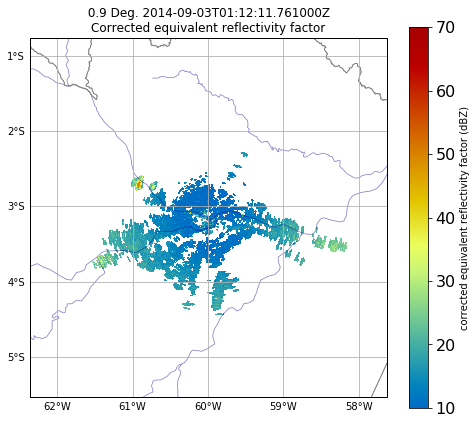 0.9 Deg. 2014-09-03T01:12:11.761000Z
Corrected equivalent reflectivity factor
1°S
2°S
3°S
4°S
5°S
62°W
61°W
60°W
59°W
58°W
70
60
50
40
30
20
10
corrected equivalent reflectivity factor (dBZ)